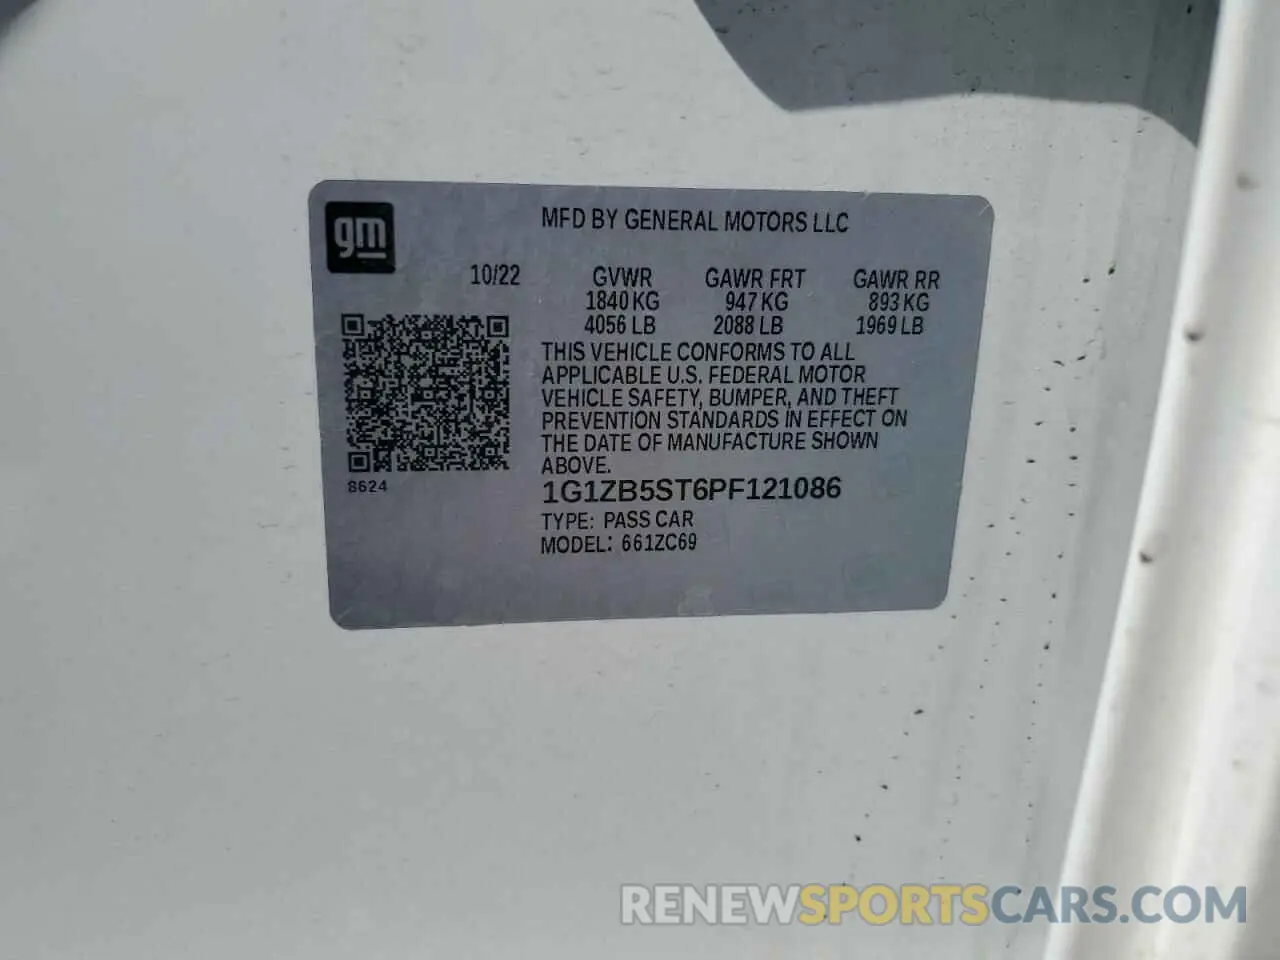 gm
MFD BY GENERAL MOTORS LLC
10/22 GVWR GAWR FRT GAWR RR
1840 KG 947 KG 893 KG
4056 LB 2088 LB 1969 LB
THIS VEHICLE CONFORMS TO ALL
APPLICABLE U.S. FEDERAL MOTOR
VEHICLE SAFETY, BUMPER, AND THEFT
PREVENTION STANDARDS IN EFFECT ON
THE DATE OF MANUFACTURE SHOWN
ABOVE.
8624
1G1ZB5ST6PF121086
TYPE: PASS CAR
MODEL: 661ZC69
RENEWSPORTSCARS.COM